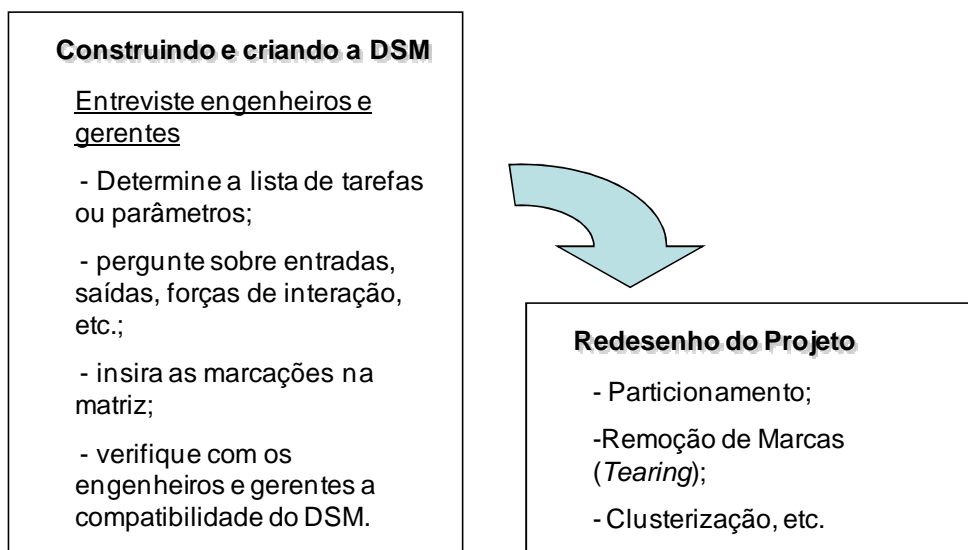 Construindo e criando a DSM
Entreviste engenheiros e
gerentes
- Determine a lista de tarefas
ou parâmetros;
- pergunte sobre entradas,
saídas, forças de interação,
etc.;
- insira as marcações na
matriz;
- verifique com os
engenheiros e gerentes a
compatibilidade do DSM.
Redesenho do Projeto
- Particionamento;
-Remoção de Marcas
(Tearing);
- Clusterização, etc.